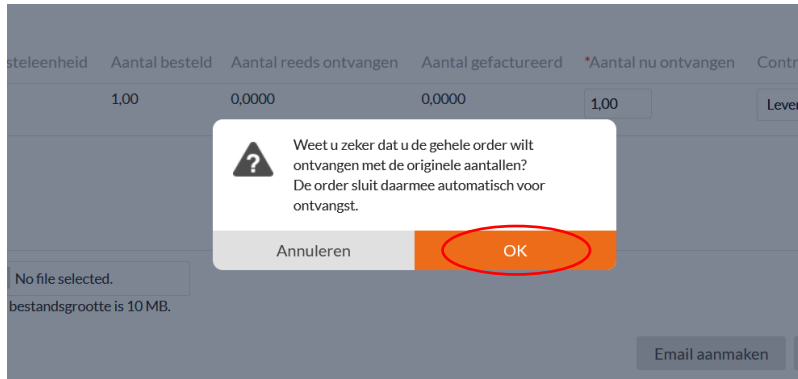 steleenheid Aantal besteld Aantal reeds ontvangen Aantal gefactureerd *Aantal nu ontvangen Contr
1,00 0,0000 0,0000 1,00 Lever
Weet u zeker dat u de gehele order wilt
ontvangen met de originele aantallen?
De order sluit daarmee automatisch voor
ontvangst.
Annuleren OK
No file selected.
bestandsgrootte is 10 MB.
Email aanmaken